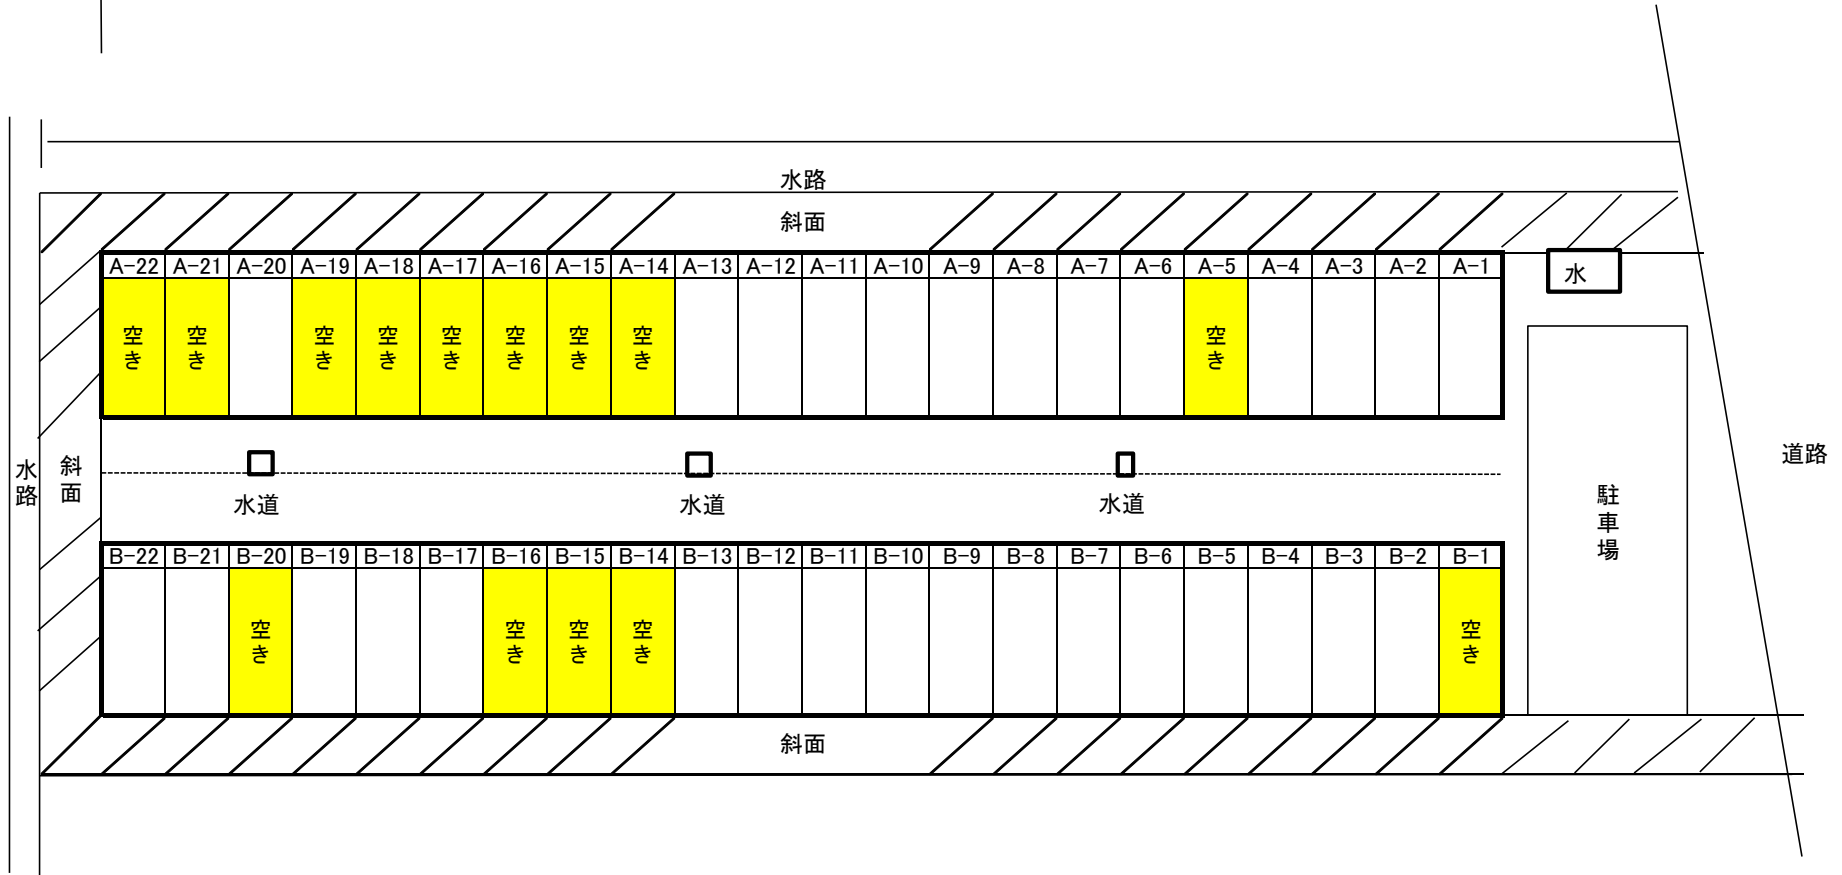 水路
斜面
A-22 A-21 A-20 A-19 A-18 A-17 A-16 A-15 A-14 A-13 A-12 A-11 A-10 A-9 A-8 A-7 A-6 A-5 A-4 A-3 A-2 A-1
水
空き 空き 空き 空き 空き 空き 空き 空き 空き
水路
斜面
道路
水道 水道 水道
駐車場
B-22 B-21 B-20 B-19 B-18 B-17 B-16 B-15 B-14 B-13 B-12 B-11 B-10 B-9 B-8 B-7 B-6 B-5 B-4 B-3 B-2 B-1
空き 空き 空き 空き 空き
斜面